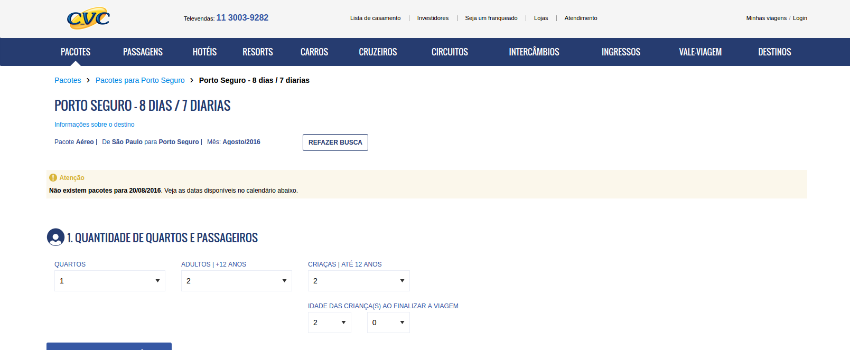 CVC
Televendas: 11 3003-9282
Lista de casamento | Investidores | Seja um franqueado | Lojas | Atendimento
Minhas viagens / Login
PACOTES PASSAGENS HOTÉIS RESORTS CARROS CRUZEIROS CIRCUITOS INTERCÂMBIOS INGRESSOS VALE-VIAGEM DESTINOS
Pacotes > Pacotes para Porto Seguro > Porto Seguro - 8 dias / 7 diarias
PORTO SEGURO - 8 DIAS / 7 DIARIAS
Informações sobre o destino
Pacote Aéreo | De São Paulo para Porto Seguro | Mês: Agosto/2016
REFAZER BUSCA
! Atenção
Não existem pacotes para 20/08/2016. Veja as datas disponíveis no calendário abaixo.
1. QUANTIDADE DE QUARTOS E PASSAGEIROS
QUARTOS ADULTOS | +12 ANOS CRIAÇAS | ATÉ 12 ANOS
1 2 2
IDADE DAS CRIANÇA(S) AO FINALIZAR A VIAGEM
2 0